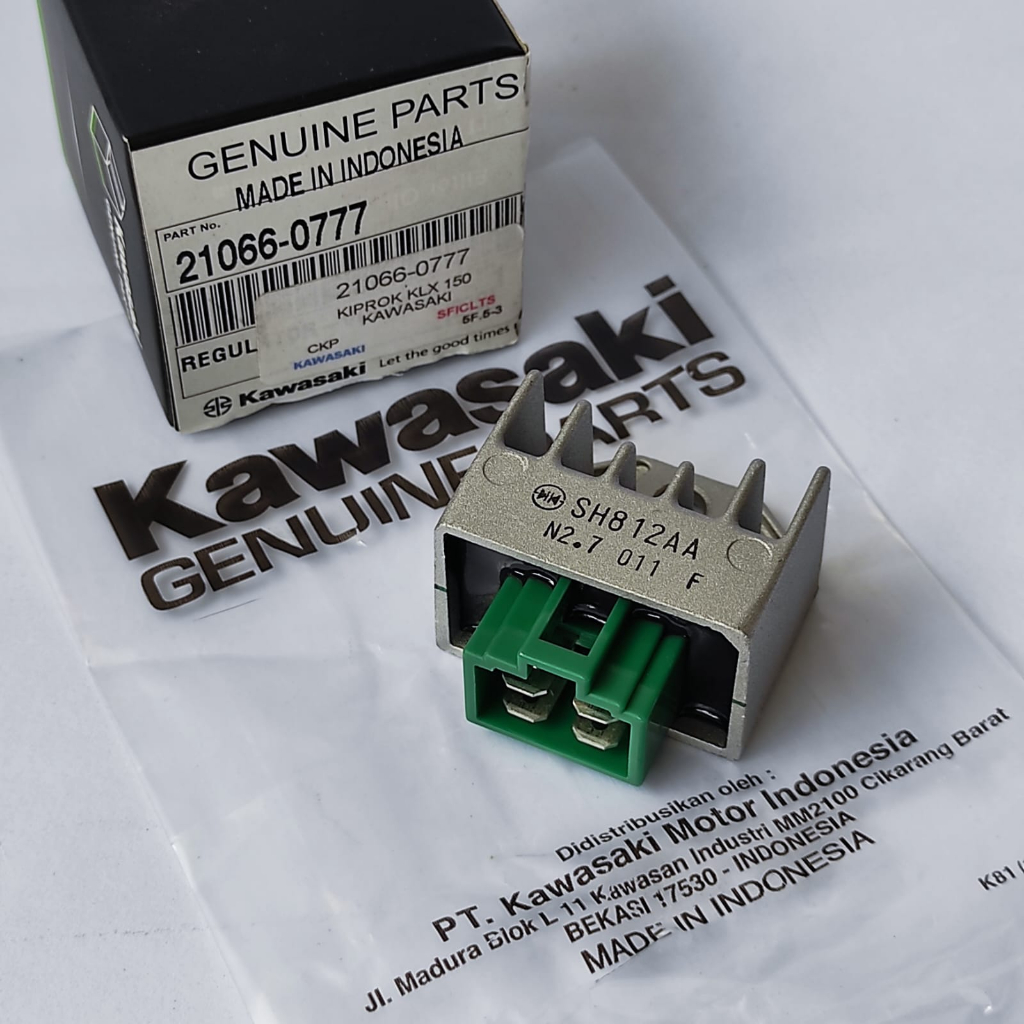 GENUINE PARTS
MADE IN INDONESIA
PART No.
21066-0777
21066-0777
KIPROK KLX 150
KAWASAKI
SFICLTS
5F.5-3
CKP
KAWASAKI
REGUL
Kawasaki Let the good times
Kawasaki
GENUINE PARTS
SH812AA
N2.7 011 F
Didistribusikan oleh :
PT. Kawasaki Motor Indonesia
Jl. Madura Blok L 11 Kawasan Industri MM2100 Cikarang Barat
BEKASI 17530 - INDONESIA
MADE IN INDONESIA
K81